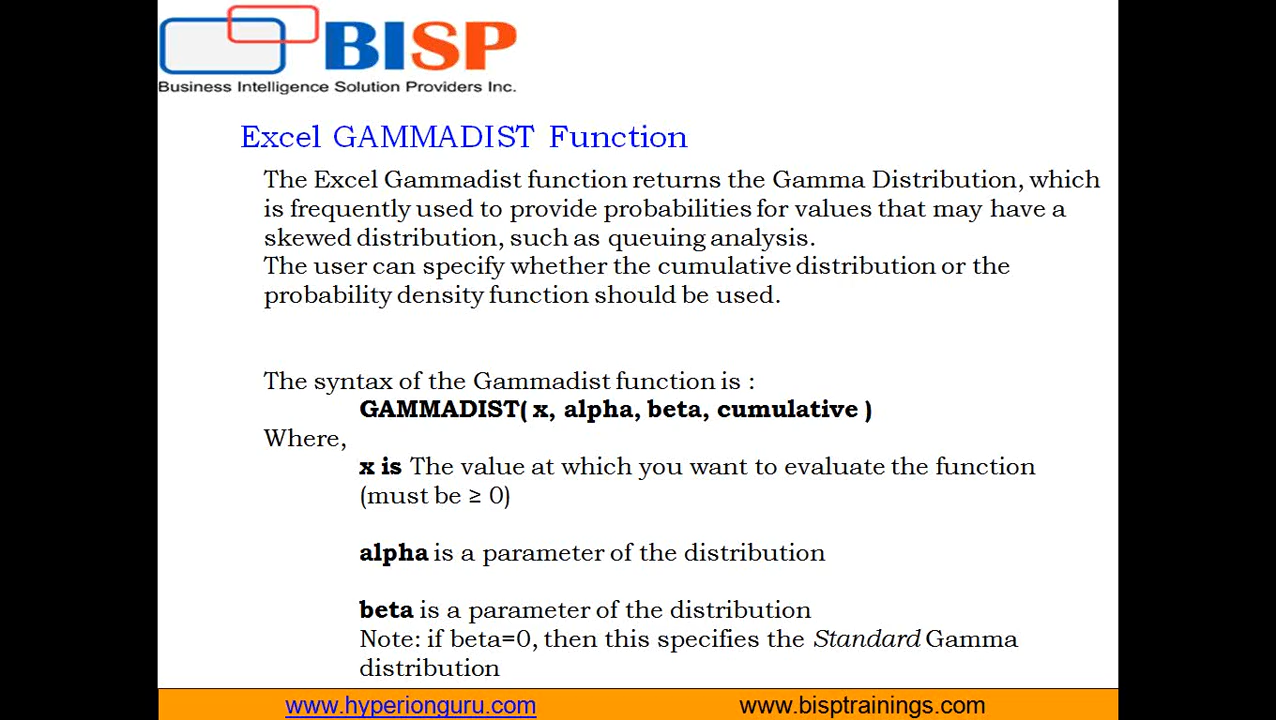 BISP
Business Intelligence Solution Providers Inc.
Excel GAMMADIST Function
The Excel Gammadist function returns the Gamma Distribution, which
is frequently used to provide probabilities for values that may have a
skewed distribution, such as queuing analysis.
The user can specify whether the cumulative distribution or the
probability density function should be used.
The syntax of the Gammadist function is :
GAMMADIST( x, alpha, beta, cumulative )
Where,
x is The value at which you want to evaluate the function
(must be ≥ 0)
alpha is a parameter of the distribution
beta is a parameter of the distribution
Note: if beta=0, then this specifies the Standard Gamma
distribution
www.hyperionguru.com www.bisptrainings.com